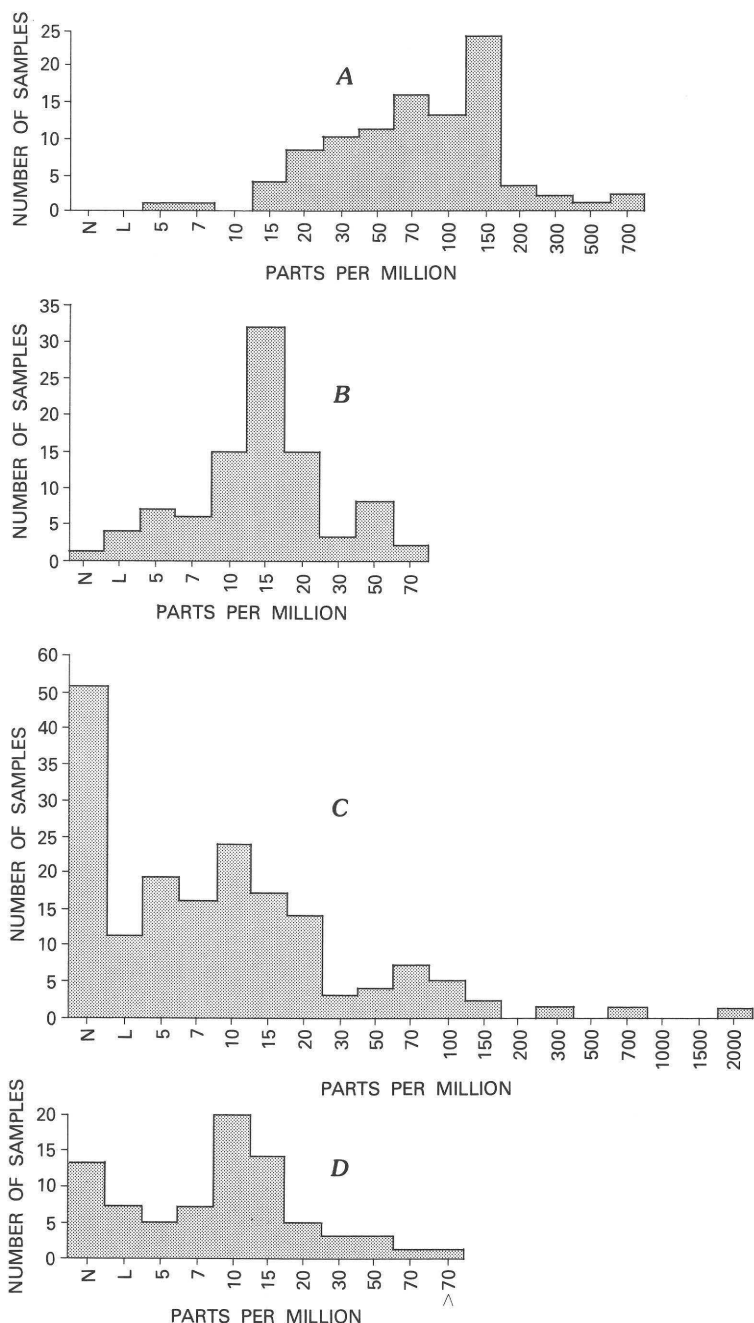 NUMBER OF SAMPLES
25
20
15
10
5
0
A
N L 5 7 10 15 20 30 50 70 100 150 200 300 500 700
PARTS PER MILLION
NUMBER OF SAMPLES
35
30
25
20
15
10
5
0
B
N L 5 7 10 15 20 30 50 70
PARTS PER MILLION
NUMBER OF SAMPLES
60
50
40
35
30
25
20
15
10
5
0
C
N L 5 7 10 15 20 30 50 70 100 150 200 300 500 700 1000 1500 2000
PARTS PER MILLION
NUMBER OF SAMPLES
20
15
10
5
0
D
N L 5 7 10 15 20 30 50 70 >70
PARTS PER MILLION